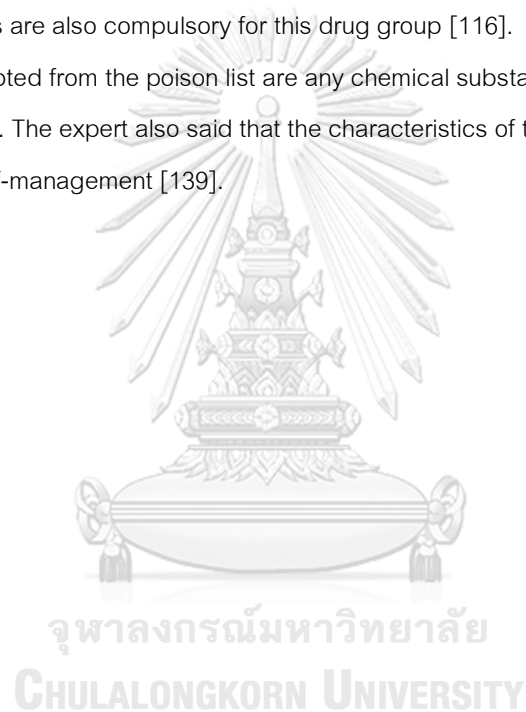 s are also compulsory for this drug group [116].
oted from the poison list are any chemical substa
. The expert also said that the characteristics of t
-management [139].
จุฬาลงกรณ์มหาวิทยาลัย
CHULALONGKORN UNIVERSITY